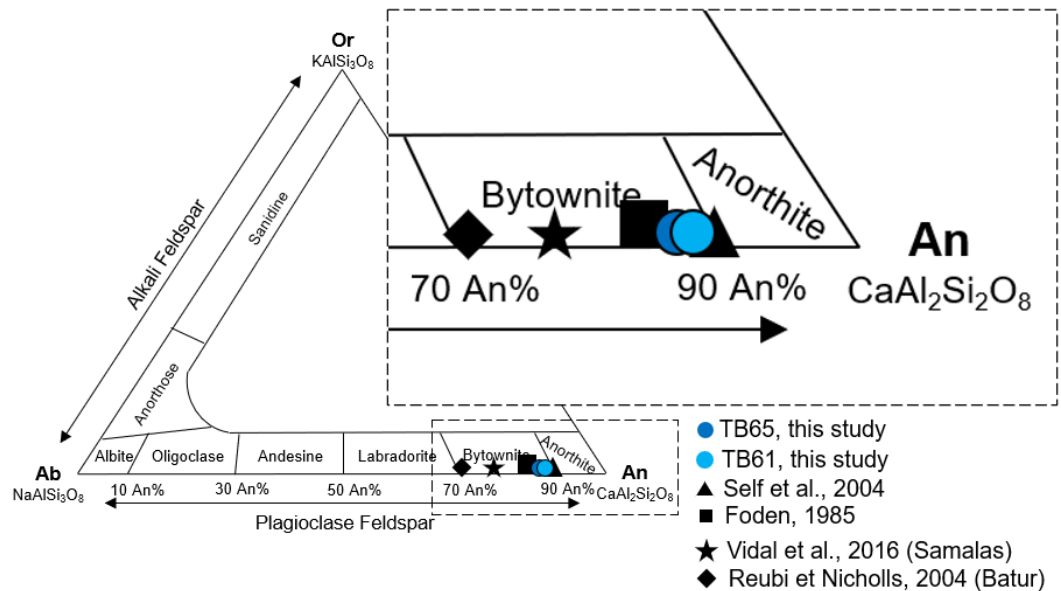 Or
KAlSi₃O₈
Alkali Feldspar
Sanidine
Anorthose
Albite
Oligoclase
Andesine
Labradorite
Bytownite
Anorthite
Ab
NaAlSi₃O₈
10 An%
30 An%
50 An%
70 An%
90 An%
An
CaAl₂Si₂O₈
Plagioclase Feldspar
Bytownite
Anorthite
70 An%
90 An%
An
CaAl₂Si₂O₈
TB65, this study
TB61, this study
Self et al., 2004
Foden, 1985
Vidal et al., 2016 (Samalas)
Reubi et Nicholls, 2004 (Batur)